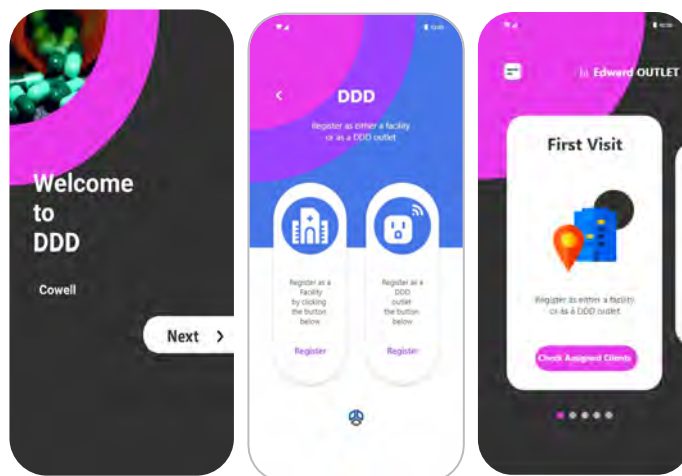 Welcome
to
DDD
Cowell
Next >
DDD
Register as either a facility
or as a DDD outlet
Register as a
Facility
by clicking
the button
below
Register
Register as a
DDD
outlet
the button
below
Register
Hi Edward OUTLET
First Visit
Register as either a facility
or as a DDD outlet
Check Assigned Clients